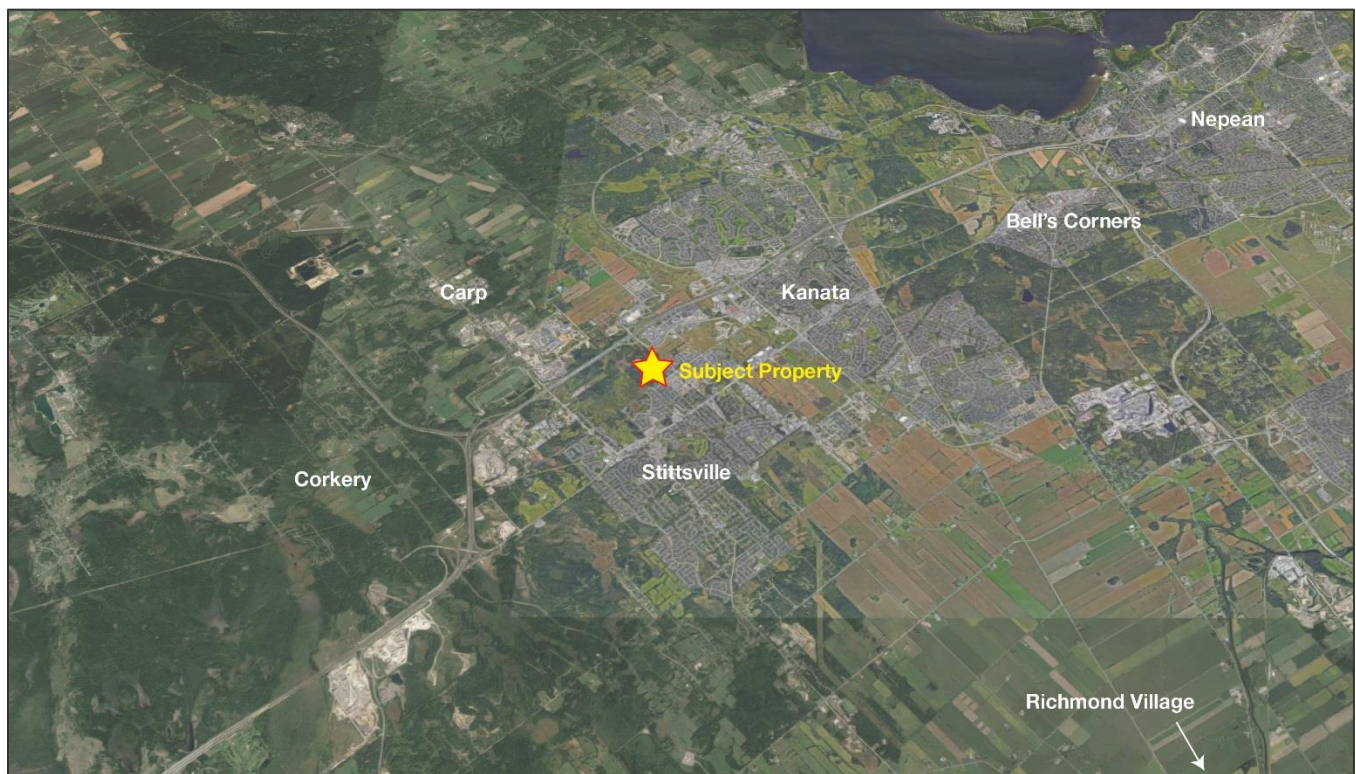 Nepean
Bell's Corners
Carp
Kanata
Subject Property
Stittsville
Corkery
Richmond Village